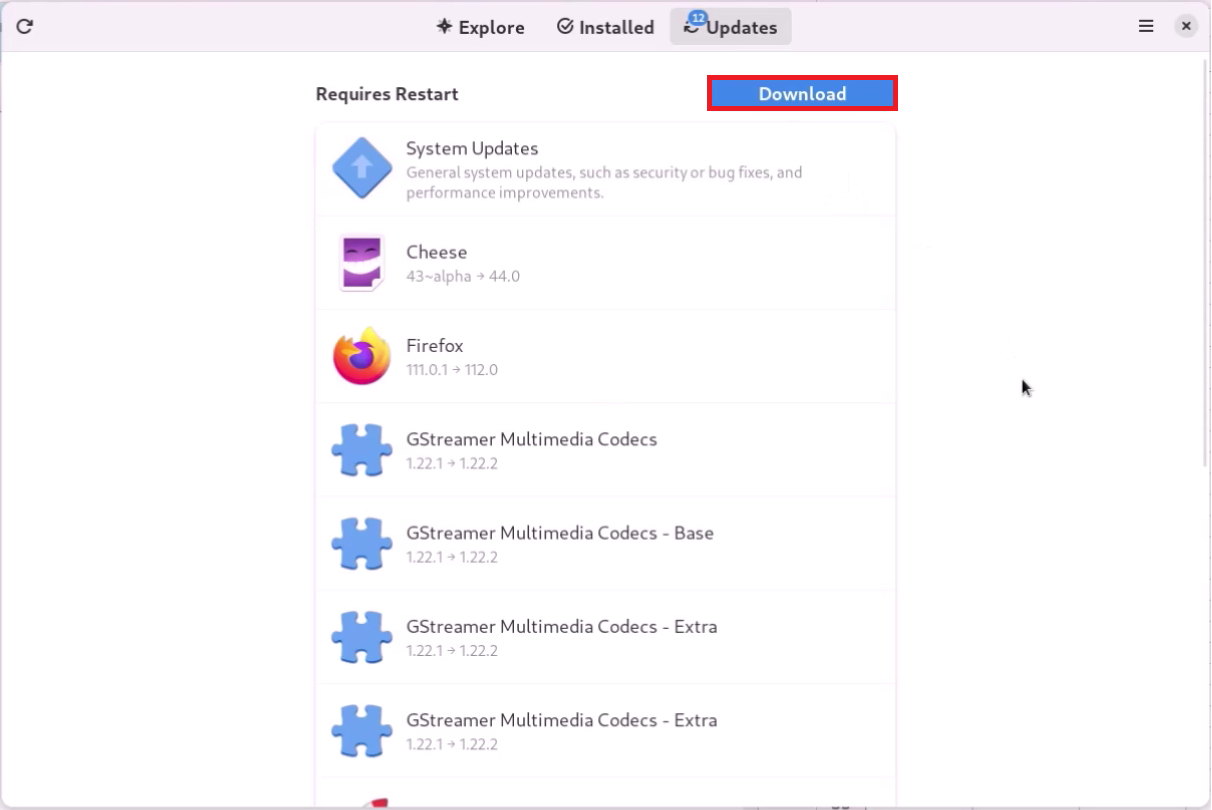 Explore
Installed
12
Updates
Requires Restart
Download
System Updates
General system updates, such as security or bug fixes, and
performance improvements.
Cheese
43~alpha → 44.0
Firefox
111.0.1 → 112.0
GStreamer Multimedia Codecs
1.22.1 → 1.22.2
GStreamer Multimedia Codecs - Base
1.22.1 → 1.22.2
GStreamer Multimedia Codecs - Extra
1.22.1 → 1.22.2
GStreamer Multimedia Codecs - Extra
1.22.1 → 1.22.2